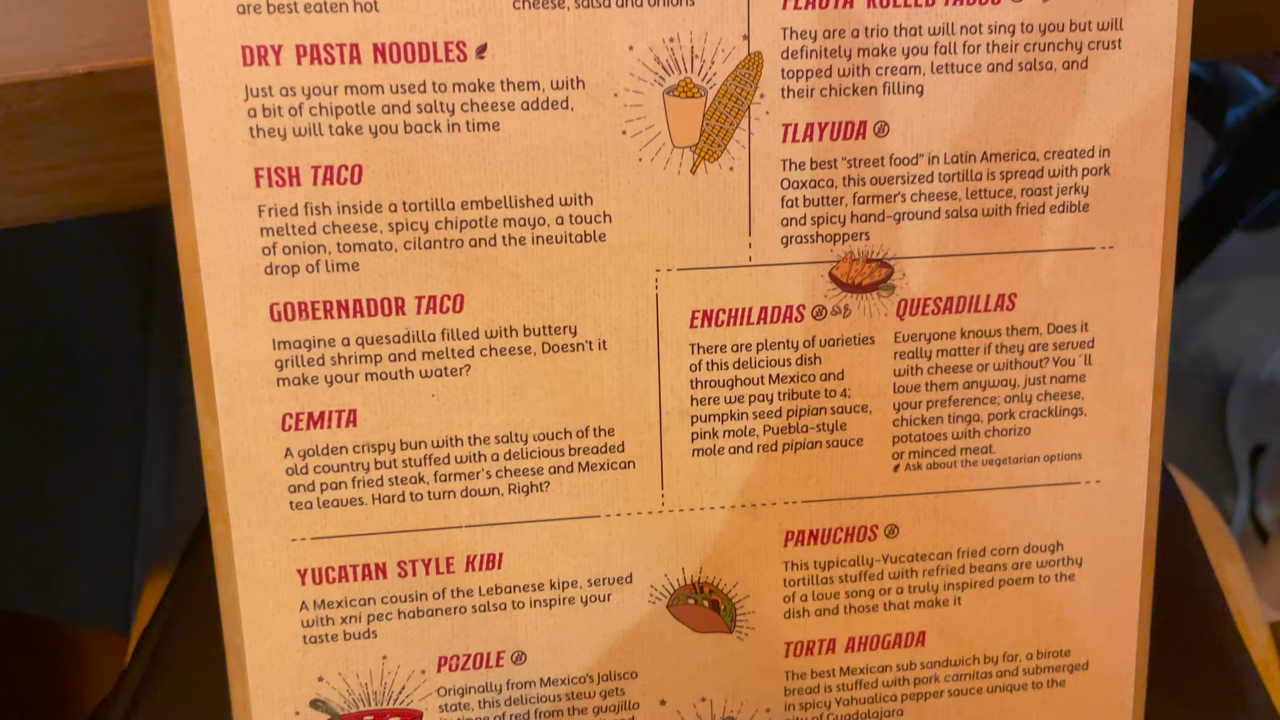 are best eaten hot
cheese, salsa and onions
DRY PASTA NOODLES
Just as your mom used to make them, with
a bit of chipotle and salty cheese added,
they will take you back in time
FISH TACO
Fried fish inside a tortilla embellished with
melted cheese, spicy chipotle mayo, a touch
of onion, tomato, cilantro and the inevitable
drop of lime
GOBERNADOR TACO
Imagine a quesadilla filled with buttery
grilled shrimp and melted cheese, Doesn't it
make your mouth water?
CEMITA
A golden crispy bun with the salty touch of the
old country but stuffed with a delicious breaded
and pan fried steak, farmer's cheese and Mexican
tea leaves. Hard to turn down, Right?
FLAUTA ROLLED TACOS
They are a trio that will not sing to you but will
definitely make you fall for their crunchy crust
topped with cream, lettuce and salsa, and
their chicken filling
TLAYUDA
The best "street food" in Latin America, created in
Oaxaca, this oversized tortilla is spread with pork
fat butter, farmer's cheese, lettuce, roast jerky
and spicy hand-ground salsa with fried edible
grasshoppers
ENCHILADAS
There are plenty of varieties
of this delicious dish
throughout Mexico and
here we pay tribute to 4;
pumpkin seed pipian sauce,
pink mole, Puebla-style
mole and red pipian sauce
QUESADILLAS
Everyone knows them, Does it
really matter if they are served
with cheese or without? You´ll
love them anyway, just name
your preference; only cheese,
chicken tinga, pork cracklings,
potatoes with chorizo
or minced meat.
Ask about the vegetarian options
YUCATAN STYLE KIBI
A Mexican cousin of the Lebanese kipe, served
with xni pec habanero salsa to inspire your
taste buds
POZOLE
Originally from Mexico's Jalisco
state, this delicious stew gets
of red from the guajillo
PANUCHOS
This typically-Yucatecan fried corn dough
tortillas stuffed with refried beans are worthy
of a love song or a truly inspired poem to the
dish and those that make it
TORTA AHOGADA
The best Mexican sub sandwich by far, a birote
bread is stuffed with pork carnitas and submerged
in spicy Yahualica pepper sauce unique to the
city of Guadalajara